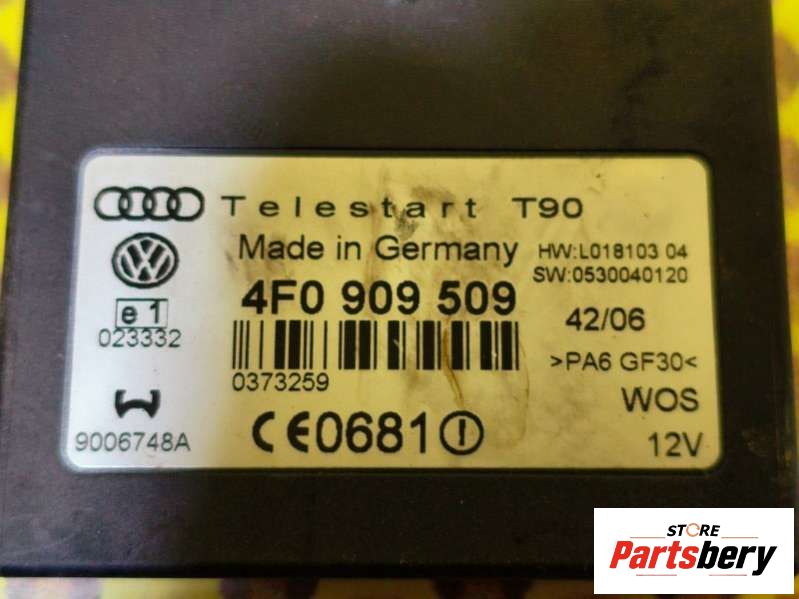 Telestart T90
Made in Germany
HW:L018103 04
SW:0530040120
4F0 909 509
e1
023332
42/06
0373259
>PA6 GF30<
WOS
9006748A
CE0681
12V
STORE
Partsbery